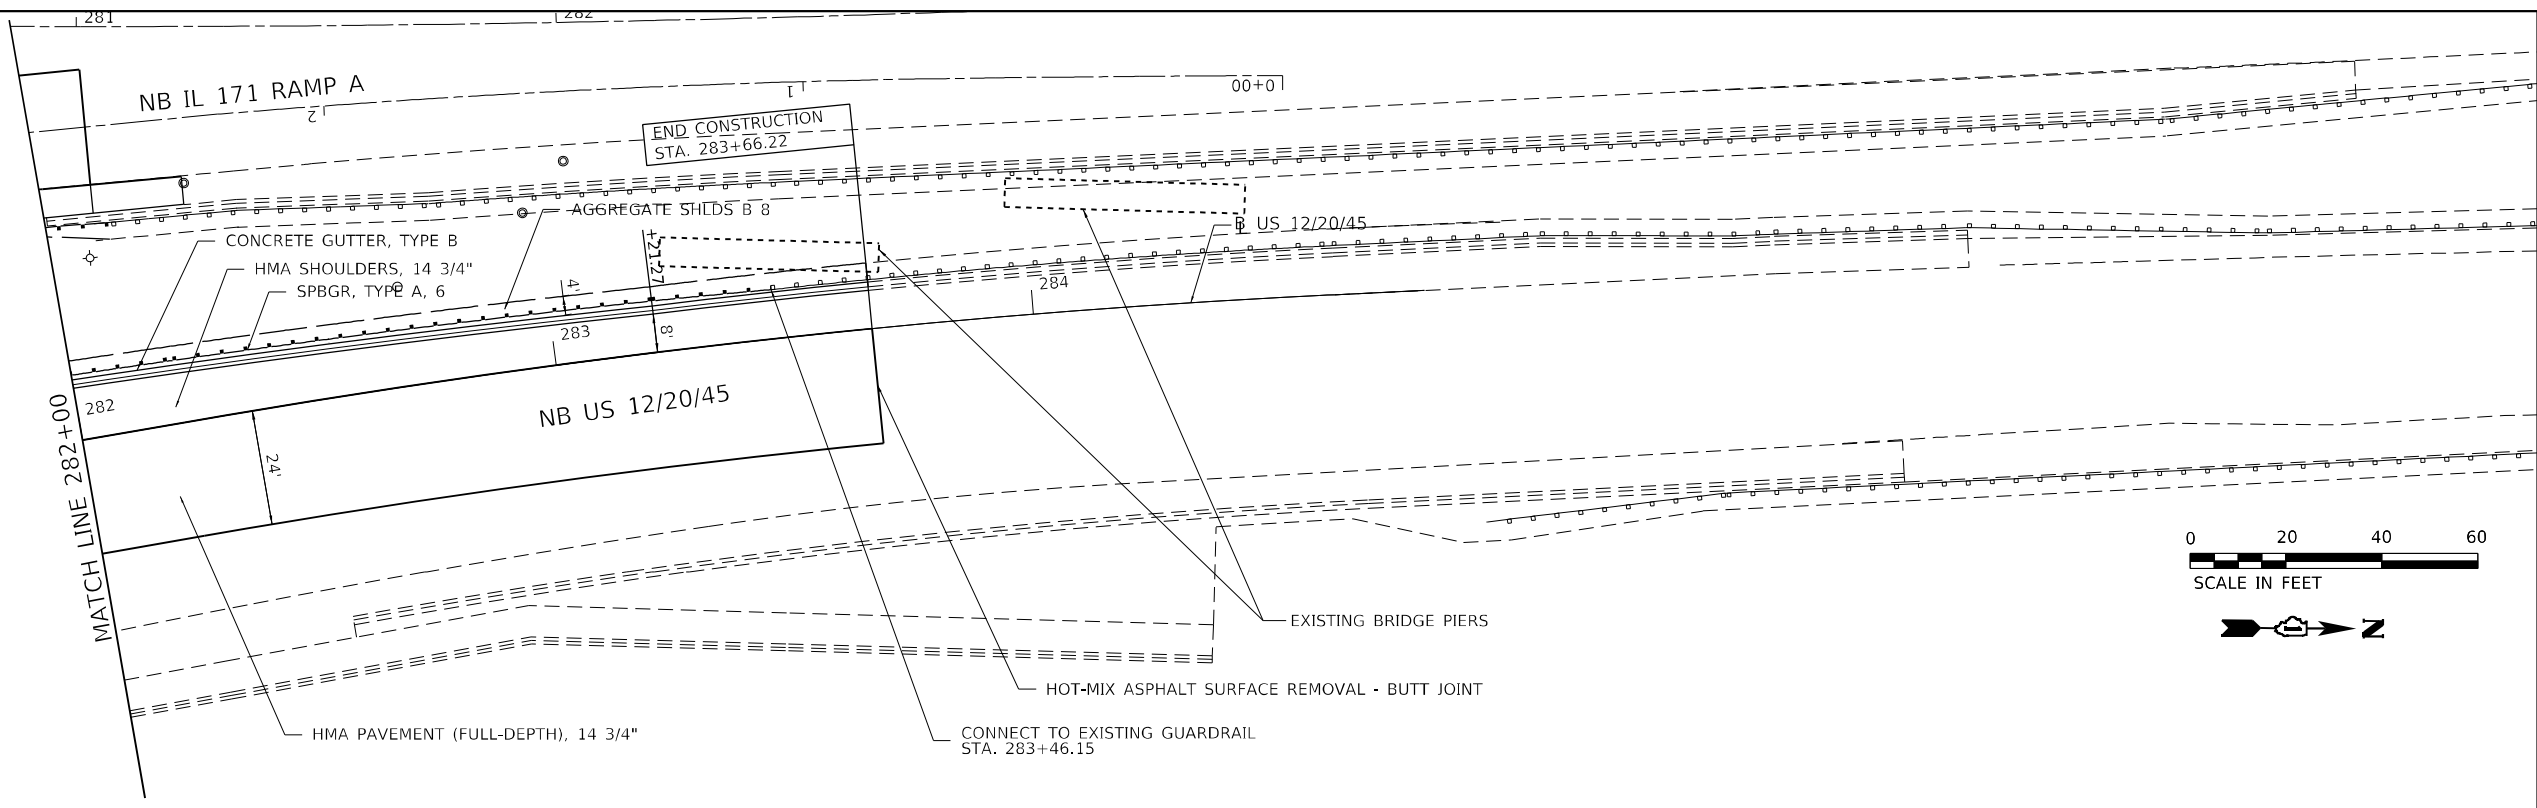 281
282
NB IL 171 RAMP A
2
1
0+00
END CONSTRUCTION
STA. 283+66.22
AGGREGATE SHLDS B 8
CONCRETE GUTTER, TYPE B
HMA SHOULDERS, 14 3/4"
SPBGR, TYPE A, 6
+21.27
4'
8'
B US 12/20/45
284
283
282
NB US 12/20/45
24'
MATCH LINE 282+00
0 20 40 60
SCALE IN FEET
N
EXISTING BRIDGE PIERS
HOT-MIX ASPHALT SURFACE REMOVAL - BUTT JOINT
HMA PAVEMENT (FULL-DEPTH), 14 3/4"
CONNECT TO EXISTING GUARDRAIL
STA. 283+46.15